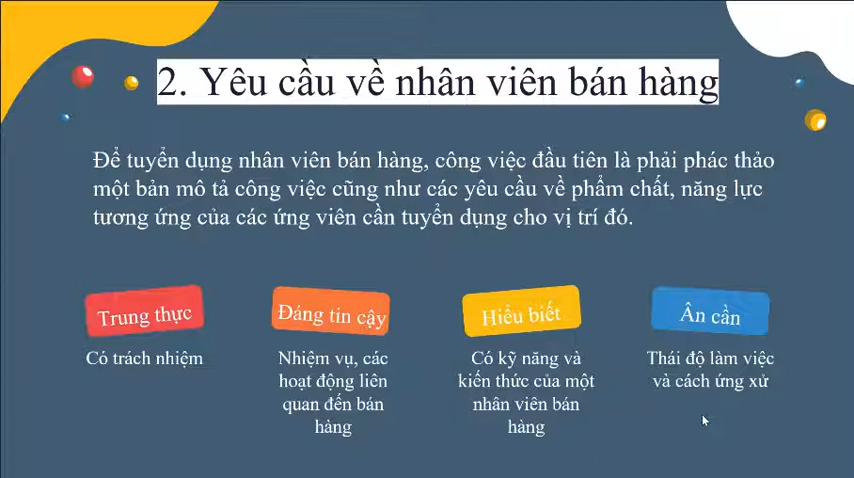 2. Yêu cầu về nhân viên bán hàng
Để tuyển dụng nhân viên bán hàng, công việc đầu tiên là phải phác thảo
một bản mô tả công việc cũng như các yêu cầu về phẩm chất, năng lực
tương ứng của các ứng viên cần tuyển dụng cho vị trí đó.
Trung thực
Có trách nhiệm
Đáng tin cậy
Nhiệm vụ, các
hoạt động liên
quan đến bán
hàng
Hiểu biết
Có kỹ năng và
kiến thức của một
nhân viên bán
hàng
Ân cần
Thái độ làm việc
và cách ứng xử